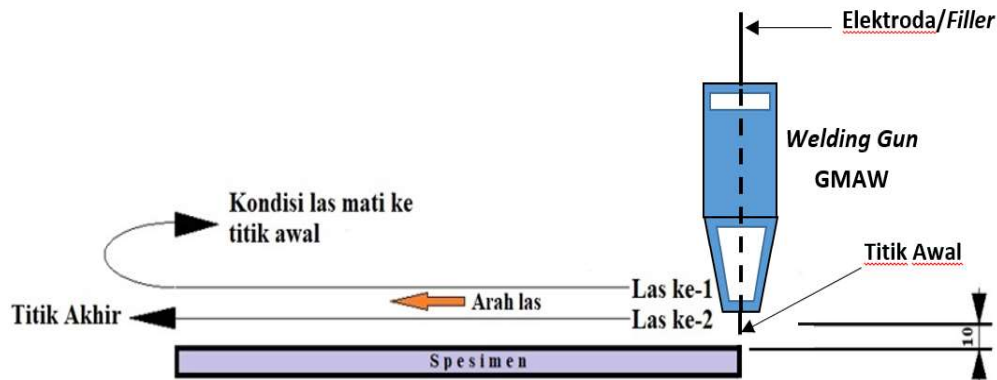 Elektroda/Filler
Welding Gun
GMAW
Kondisi las mati ke
titik awal
Titik Awal
Las ke-1
Arah las
Titik Akhir
Las ke-2
10
Spesimen